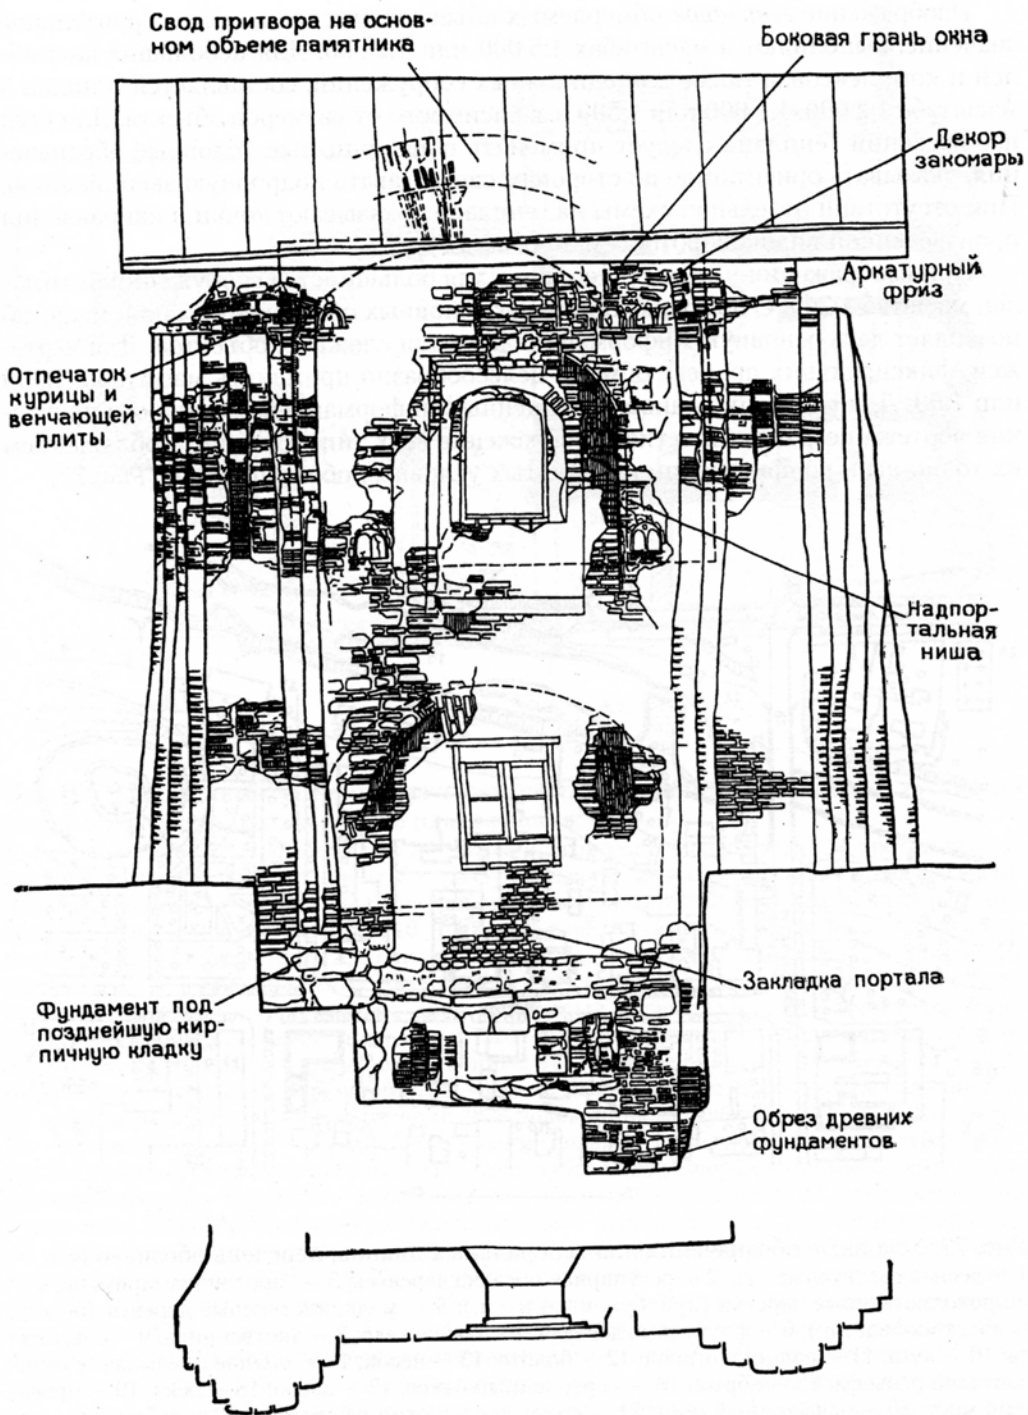 Свод притвора на основ-
ном объеме памятника
Боковая грань окна
Декор
закомары
Аркатурный
фриз
Отпечаток
курицы и
венчающей
плиты
Надпор-
тальная
ниша
Закладка портала
Фундамент под
позднейшую кир-
пичную кладку
Обрез древних
фундаментов